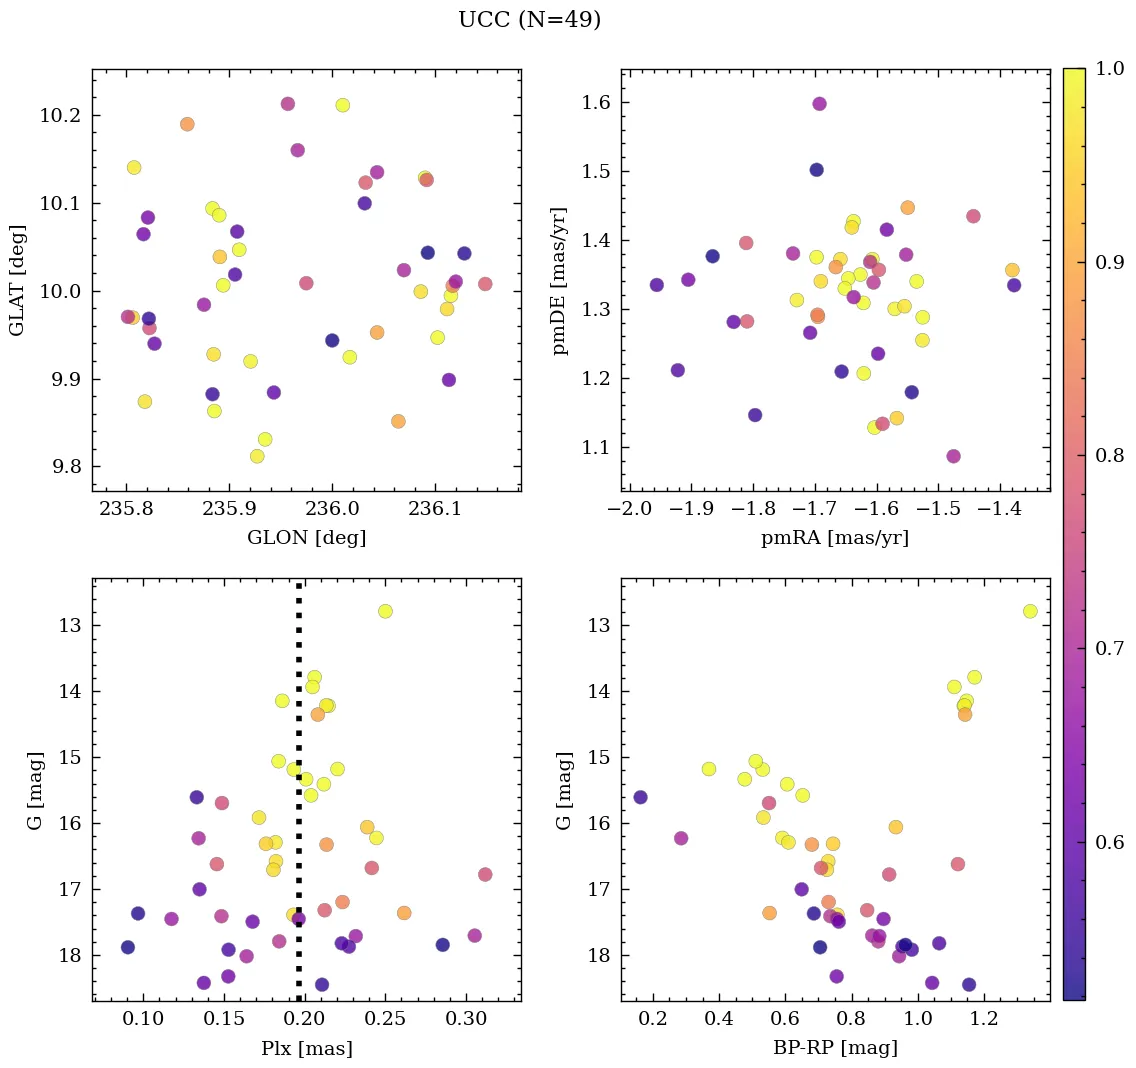 UCC (N=49)
10.2
10.1
10.0
9.9
9.8
GLAT [deg]
235.8 235.9 236.0 236.1
GLON [deg]
1.6
1.5
1.4
1.3
1.2
1.1
pmDE [mas/yr]
−2.0 −1.9 −1.8 −1.7 −1.6 −1.5 −1.4
pmRA [mas/yr]
13
14
15
16
17
18
G [mag]
0.10 0.15 0.20 0.25 0.30
Plx [mas]
13
14
15
16
17
18
G [mag]
0.2 0.4 0.6 0.8 1.0 1.2
BP-RP [mag]
1.0
0.9
0.8
0.7
0.6